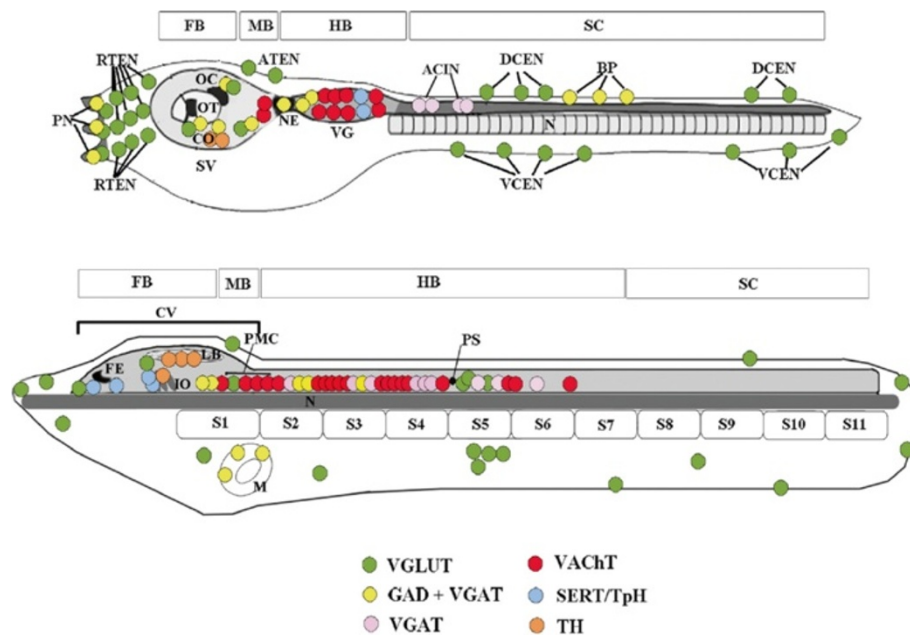 FB MB HB SC
RTEN ATEN OC ACIN DCEN BP DCEN
PN OT NE VG N
CO
SV
RTEN VCEN VCEN
FB MB HB SC
CV
PMC PS
FE LB
IO
N
S1 S2 S3 S4 S5 S6 S7 S8 S9 S10 S11
M
VGLUT VAChT
GAD + VGAT SERT/TpH
VGAT TH